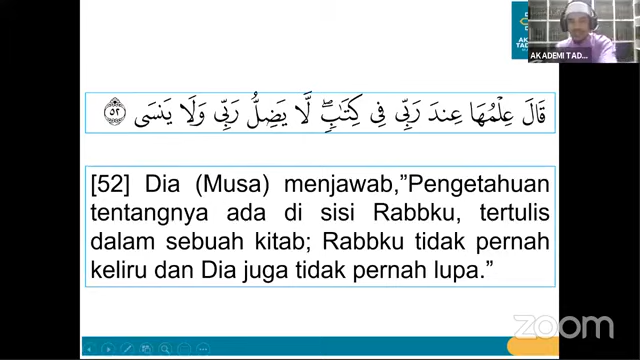 AKADEMI TAD...
قَالَ عِلْمُهَا عِندَ رَبِّى فِى كِتَٰبٍۢ ۖ لَّا يَضِلُّ رَبِّى وَلَا يَنسَى ٥٢
[52] Dia (Musa) menjawab,”Pengetahuan
tentangnya ada di sisi Rabbku, tertulis
dalam sebuah kitab; Rabbku tidak pernah
keliru dan Dia juga tidak pernah lupa.”
zoom